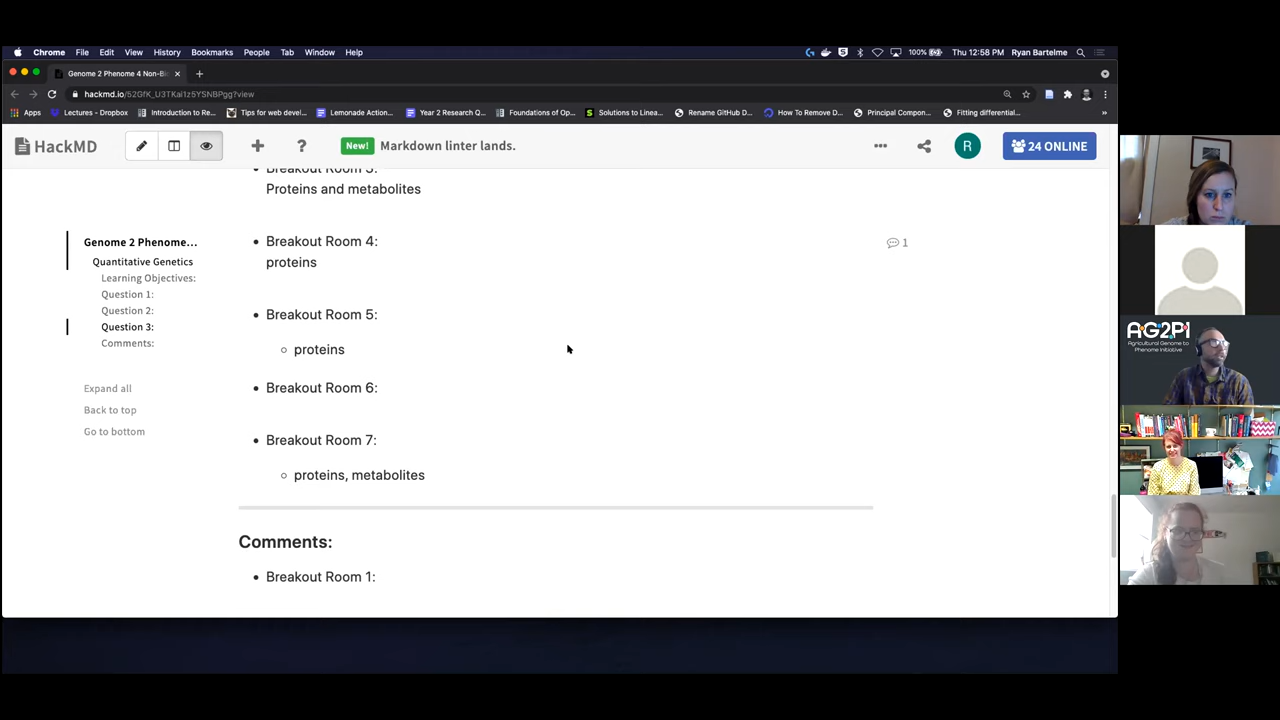 Chrome File Edit View History Bookmarks People Tab Window Help
100% Thu 12:58 PM Ryan Bartelme
Genome 2 Phenome 4 Non-Bi
hackmd.io/52GfK_U3TKai1z5YSNBPgg?view
Apps Lectures - Dropbox Introduction to Re... Tips for web devel... Lemonade Action... Year 2 Research Q... Foundations of Op... Solutions to Linea... Rename GitHub D... How To Remove D... Principal Compon... Fitting differential...
HackMD
New! Markdown linter lands.
R
24 ONLINE
Breakout Room 3:
Proteins and metabolites
Breakout Room 4:
proteins
1
Breakout Room 5:
proteins
Breakout Room 6:
Breakout Room 7:
proteins, metabolites
Comments:
Breakout Room 1:
Genome 2 Phenome...
Quantitative Genetics
Learning Objectives:
Question 1:
Question 2:
Question 3:
Comments:
Expand all
Back to top
Go to bottom
AG2PI
Agricultural Genome to
Phenome Initiative